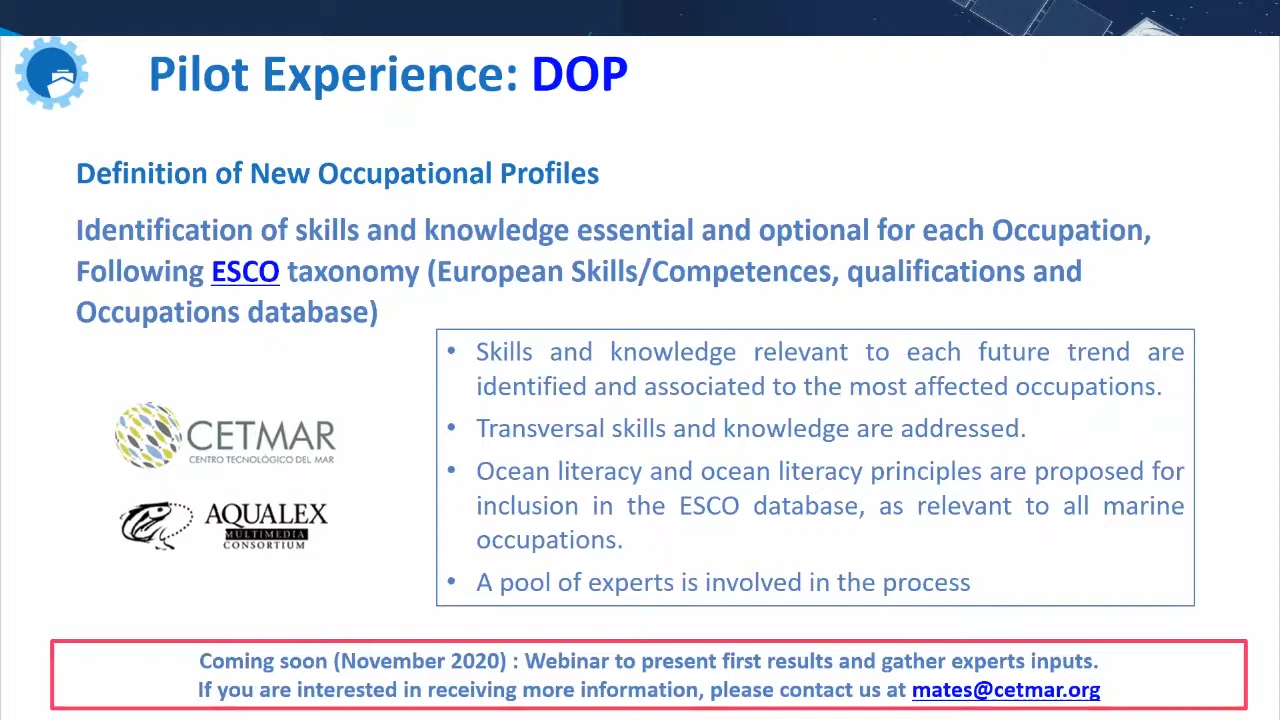 Pilot Experience: DOP
Definition of New Occupational Profiles
Identification of skills and knowledge essential and optional for each Occupation,
Following ESCO taxonomy (European Skills/Competences, qualifications and
Occupations database)
• Skills and knowledge relevant to each future trend are
identified and associated to the most affected occupations.
• Transversal skills and knowledge are addressed.
• Ocean literacy and ocean literacy principles are proposed for
inclusion in the ESCO database, as relevant to all marine
occupations.
• A pool of experts is involved in the process
CETMAR
CENTRO TECNOLÓGICO DEL MAR
AQUALEX
MULTIMEDIA
CONSORTIUM
Coming soon (November 2020) : Webinar to present first results and gather experts inputs.
If you are interested in receiving more information, please contact us at mates@cetmar.org